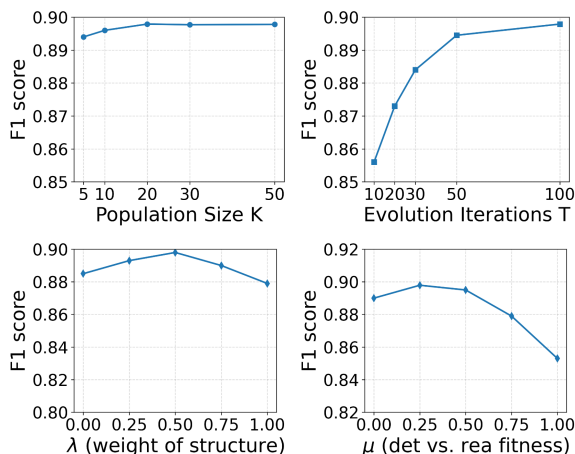 0.90
0.89
0.88
0.87
0.86
0.85
F1 score
5 10 20 30 50
Population Size K
0.90
0.89
0.88
0.87
0.86
0.85
F1 score
10 20 30 50 100
Evolution Iterations T
0.90
0.88
0.86
0.84
0.82
0.80
F1 score
0.00 0.25 0.50 0.75 1.00
λ (weight of structure)
0.92
0.90
0.88
0.86
0.84
0.82
F1 score
0.00 0.25 0.50 0.75 1.00
μ (det vs. rea fitness)